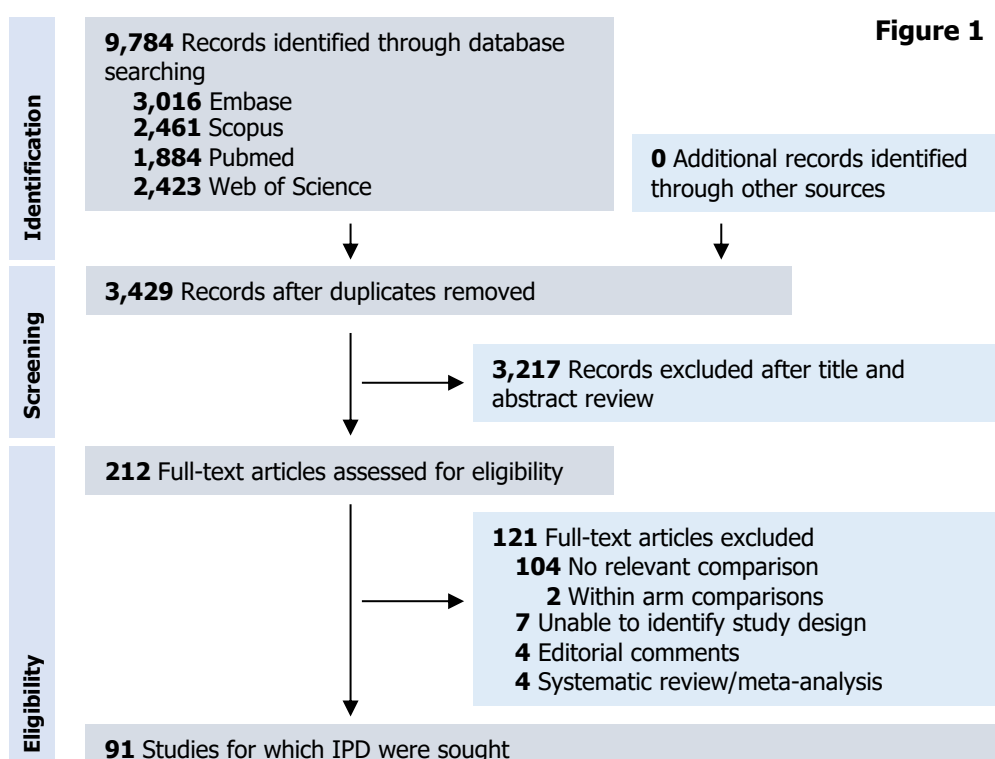 Figure 1
Identification
9,784 Records identified through database
searching
3,016 Embase
2,461 Scopus
1,884 Pubmed
2,423 Web of Science
0 Additional records identified
through other sources
Screening
3,429 Records after duplicates removed
3,217 Records excluded after title and
abstract review
Eligibility
212 Full-text articles assessed for eligibility
121 Full-text articles excluded
104 No relevant comparison
2 Within arm comparisons
7 Unable to identify study design
4 Editorial comments
4 Systematic review/meta-analysis
91 Studies for which IPD were sought